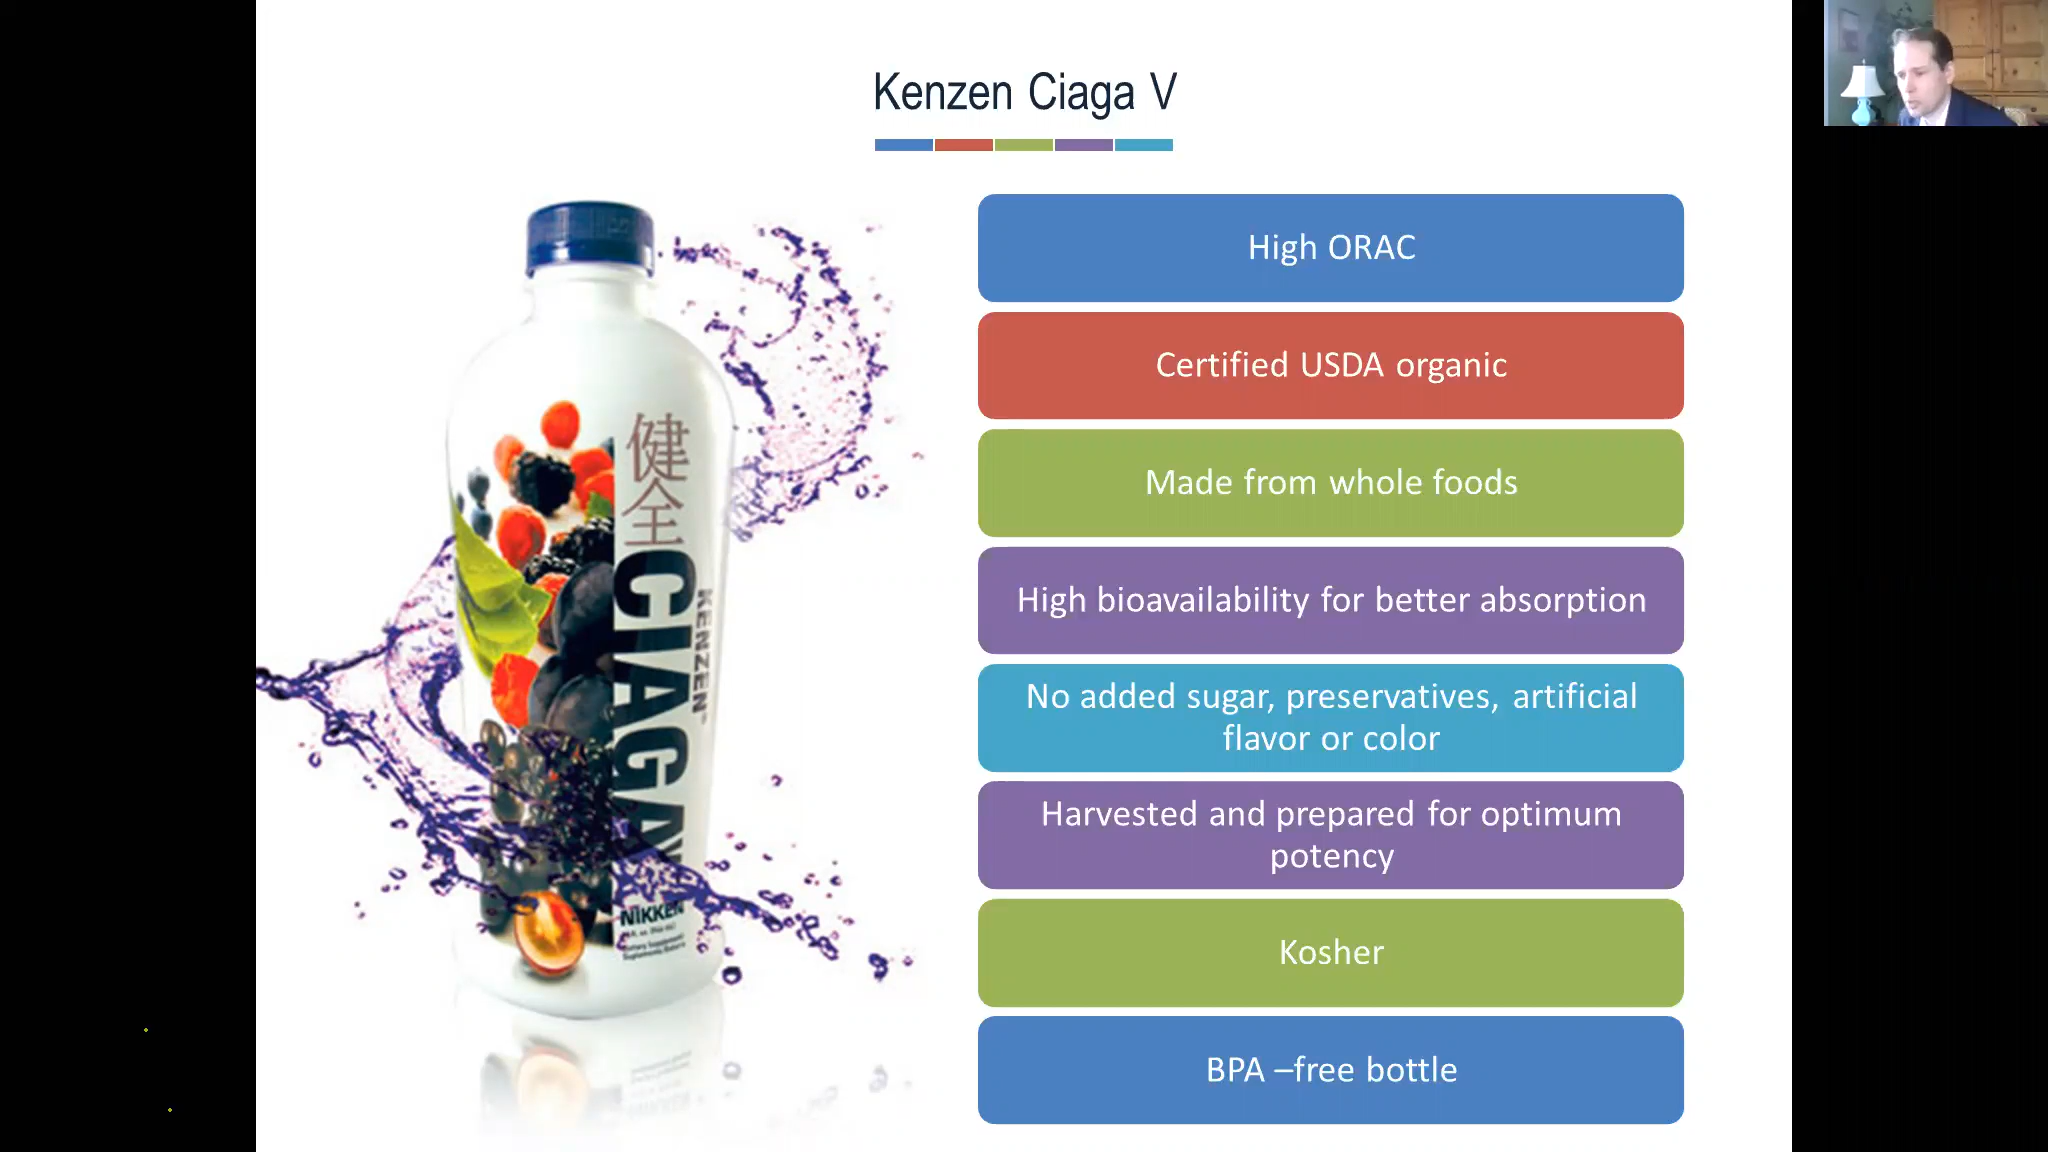 Kenzen Ciaga V
健
全
CIAGAV
KENZEN
NIKKEN
High ORAC
Certified USDA organic
Made from whole foods
High bioavailability for better absorption
No added sugar, preservatives, artificial
flavor or color
Harvested and prepared for optimum
potency
Kosher
BPA –free bottle